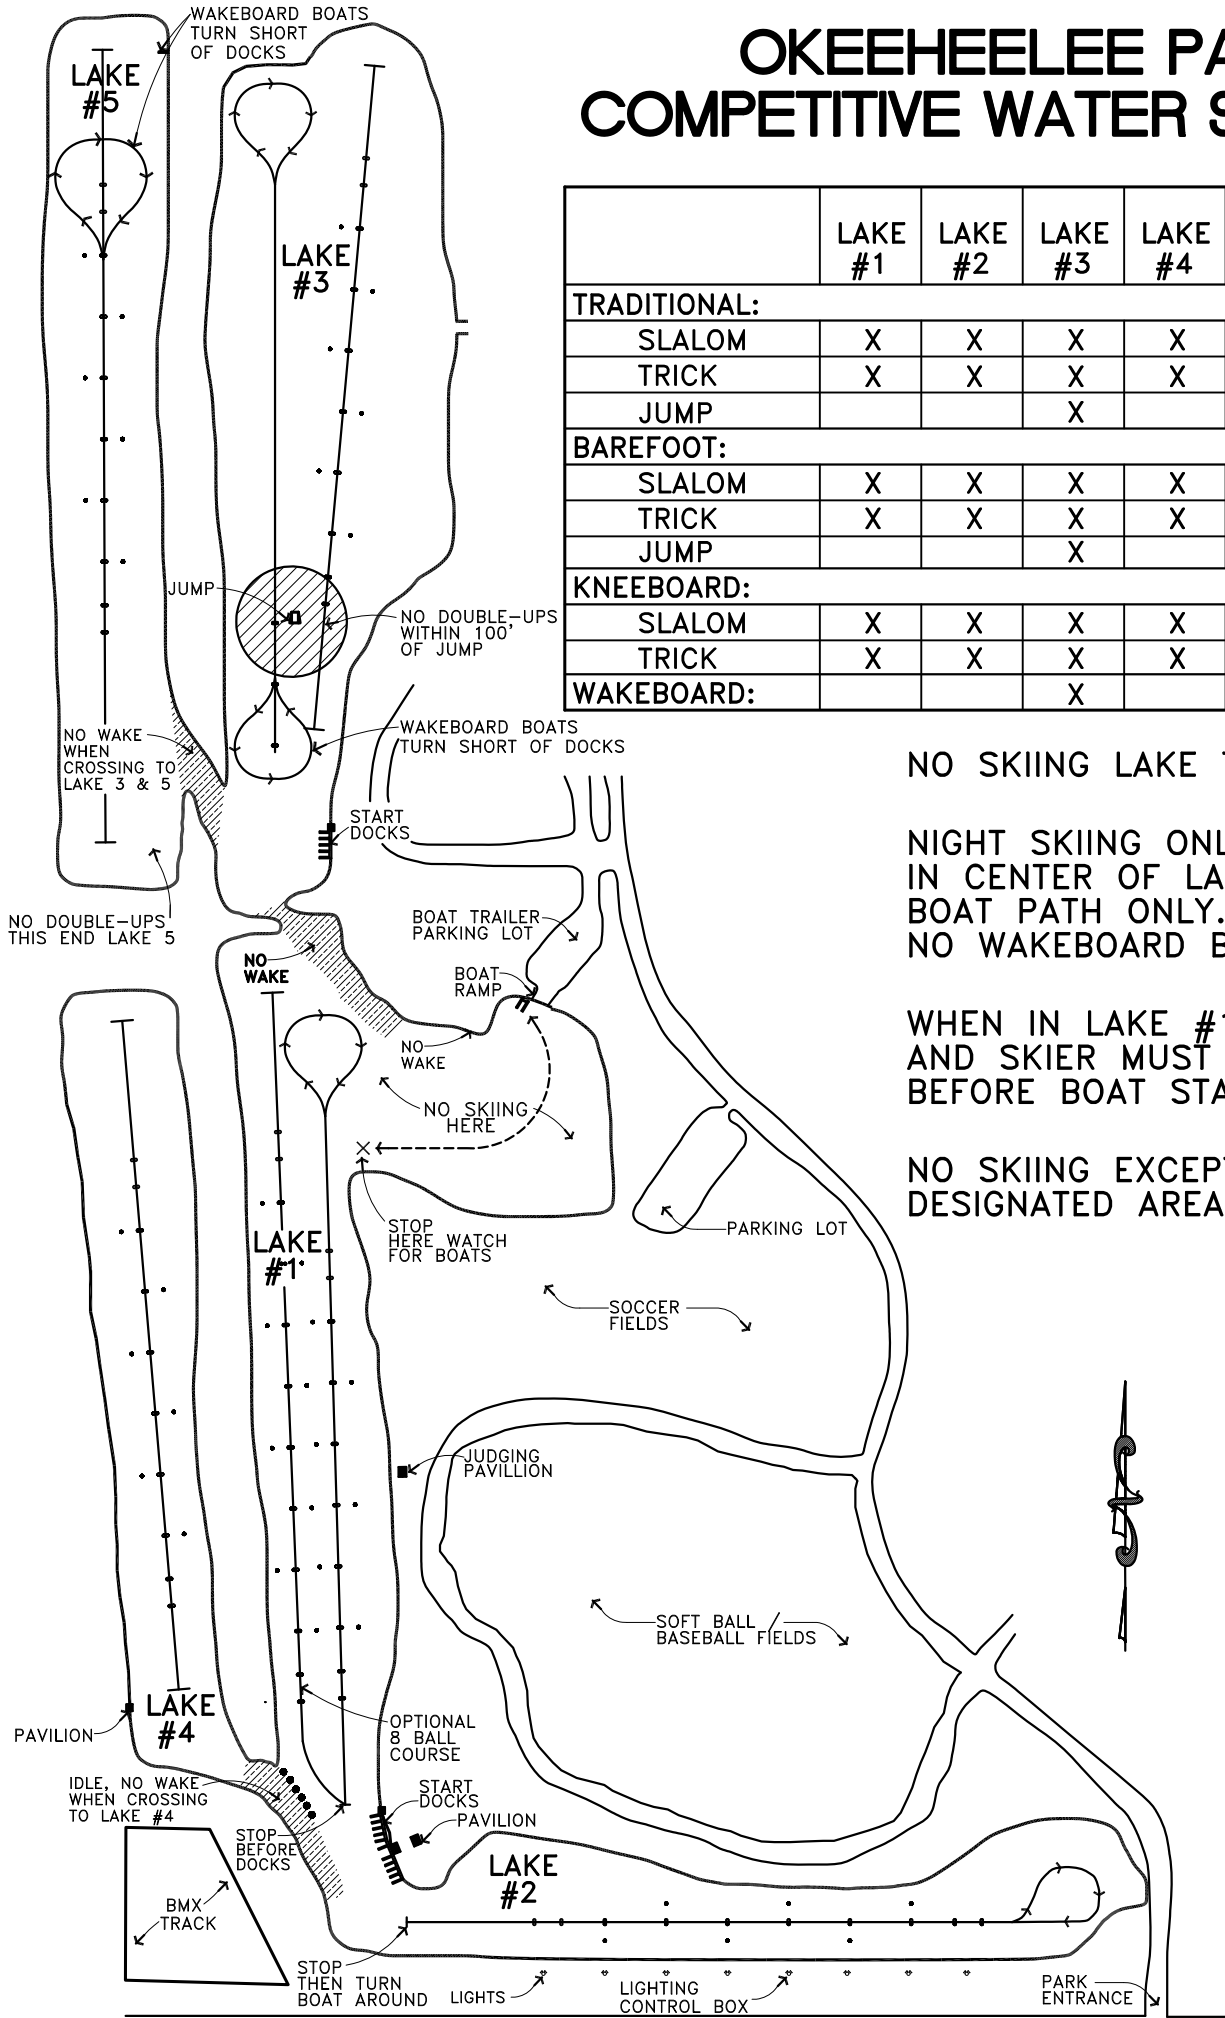 OKEEHEELEE PA
COMPETITIVE WATER S
LAKE #1 LAKE #2 LAKE #3 LAKE #4
TRADITIONAL:
SLALOM X X X X
TRICK X X X X
JUMP X
BAREFOOT:
SLALOM X X X X
TRICK X X X X
JUMP X
KNEEBOARD:
SLALOM X X X X
TRICK X X X X
WAKEBOARD: X
NO SKIING LAKE
NIGHT SKIING ONL
IN CENTER OF LA
BOAT PATH ONLY.
NO WAKEBOARD B
WHEN IN LAKE #1
AND SKIER MUST
BEFORE BOAT STA
NO SKIING EXCEPT
DESIGNATED AREA
WAKEBOARD BOATS
TURN SHORT
OF DOCKS
LAKE
#5
LAKE
#3
JUMP
NO DOUBLE-UPS
WITHIN 100'
OF JUMP
NO WAKE
WHEN
CROSSING TO
LAKE 3 & 5
WAKEBOARD BOATS
TURN SHORT OF DOCKS
START
DOCKS
NO DOUBLE-UPS
THIS END LAKE 5
BOAT TRAILER
PARKING LOT
NO
WAKE
BOAT
RAMP
NO
WAKE
NO SKIING
HERE
STOP
HERE WATCH
FOR BOATS
PARKING LOT
LAKE
#1
SOCCER
FIELDS
JUDGING
PAVILLION
SOFT BALL /
BASEBALL FIELDS
LAKE
#4
PAVILION
OPTIONAL
8 BALL
COURSE
IDLE, NO WAKE
WHEN CROSSING
TO LAKE #4
START
DOCKS
PAVILION
STOP
BEFORE
DOCKS
LAKE
#2
BMX
TRACK
STOP
THEN TURN
BOAT AROUND
LIGHTS
LIGHTING
CONTROL BOX
PARK
ENTRANCE